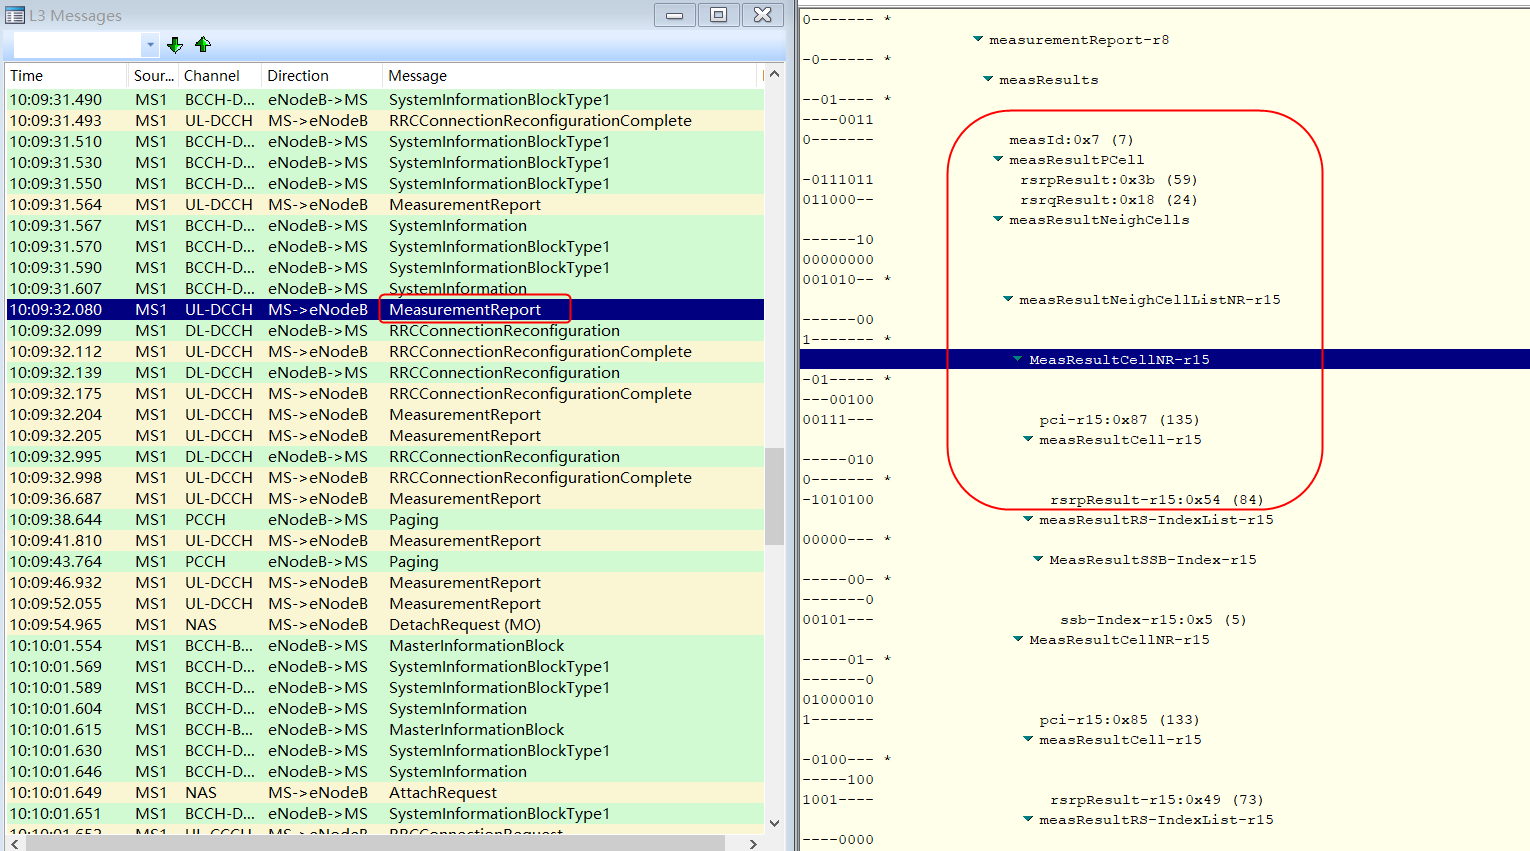 L3 Messages
Time Sour... Channel Direction Message
10:09:31.490 MS1 BCCH-D... eNodeB->MS SystemInformationBlockType1
10:09:31.493 MS1 UL-DCCH MS->eNodeB RRCConnectionReconfigurationComplete
10:09:31.510 MS1 BCCH-D... eNodeB->MS SystemInformationBlockType1
10:09:31.530 MS1 BCCH-D... eNodeB->MS SystemInformationBlockType1
10:09:31.550 MS1 BCCH-D... eNodeB->MS SystemInformationBlockType1
10:09:31.564 MS1 UL-DCCH MS->eNodeB MeasurementReport
10:09:31.567 MS1 BCCH-D... eNodeB->MS SystemInformation
10:09:31.570 MS1 BCCH-D... eNodeB->MS SystemInformationBlockType1
10:09:31.590 MS1 BCCH-D... eNodeB->MS SystemInformationBlockType1
10:09:31.607 MS1 BCCH-D... eNodeB->MS SystemInformation
10:09:32.080 MS1 UL-DCCH MS->eNodeB MeasurementReport
10:09:32.099 MS1 DL-DCCH eNodeB->MS RRCConnectionReconfiguration
10:09:32.112 MS1 UL-DCCH MS->eNodeB RRCConnectionReconfigurationComplete
10:09:32.139 MS1 DL-DCCH eNodeB->MS RRCConnectionReconfiguration
10:09:32.175 MS1 UL-DCCH MS->eNodeB RRCConnectionReconfigurationComplete
10:09:32.204 MS1 UL-DCCH MS->eNodeB MeasurementReport
10:09:32.205 MS1 UL-DCCH MS->eNodeB MeasurementReport
10:09:32.995 MS1 DL-DCCH eNodeB->MS RRCConnectionReconfiguration
10:09:32.998 MS1 UL-DCCH MS->eNodeB RRCConnectionReconfigurationComplete
10:09:36.687 MS1 UL-DCCH MS->eNodeB MeasurementReport
10:09:38.644 MS1 PCCH eNodeB->MS Paging
10:09:41.810 MS1 UL-DCCH MS->eNodeB MeasurementReport
10:09:43.764 MS1 PCCH eNodeB->MS Paging
10:09:46.932 MS1 UL-DCCH MS->eNodeB MeasurementReport
10:09:52.055 MS1 UL-DCCH MS->eNodeB MeasurementReport
10:09:54.965 MS1 NAS MS->eNodeB DetachRequest (MO)
10:10:01.554 MS1 BCCH-B... eNodeB->MS MasterInformationBlock
10:10:01.569 MS1 BCCH-D... eNodeB->MS SystemInformationBlockType1
10:10:01.589 MS1 BCCH-D... eNodeB->MS SystemInformationBlockType1
10:10:01.604 MS1 BCCH-D... eNodeB->MS SystemInformation
10:10:01.615 MS1 BCCH-B... eNodeB->MS MasterInformationBlock
10:10:01.630 MS1 BCCH-D... eNodeB->MS SystemInformationBlockType1
10:10:01.646 MS1 BCCH-D... eNodeB->MS SystemInformation
10:10:01.649 MS1 NAS MS->eNodeB AttachRequest
10:10:01.651 MS1 BCCH-D... eNodeB->MS SystemInformationBlockType1
10:10:01.652 MS1 UL-CCCH MS->eNodeB RRCConnectionRequest
0------- *
measurementReport-r8
-0------ *
measResults
--01---- *
----0011
0------- measId:0x7 (7)
measResultPCell
-0111011 rsrpResult:0x3b (59)
011000-- rsrqResult:0x18 (24)
measResultNeighCells
------10
00000000
001010-- *
measResultNeighCellListNR-r15
------00
1------- *
MeasResultCellNR-r15
-01----- *
---00100
00111--- pci-r15:0x87 (135)
measResultCell-r15
-----010
0------- *
-1010100 rsrpResult-r15:0x54 (84)
measResultRS-IndexList-r15
00000--- *
MeasResultSSB-Index-r15
-----00- *
-------0
00101--- ssb-Index-r15:0x5 (5)
MeasResultCellNR-r15
-----01- *
-------0
01000010
1------- pci-r15:0x85 (133)
measResultCell-r15
-0100--- *
-----100
1001---- rsrpResult-r15:0x49 (73)
measResultRS-IndexList-r15
----0000